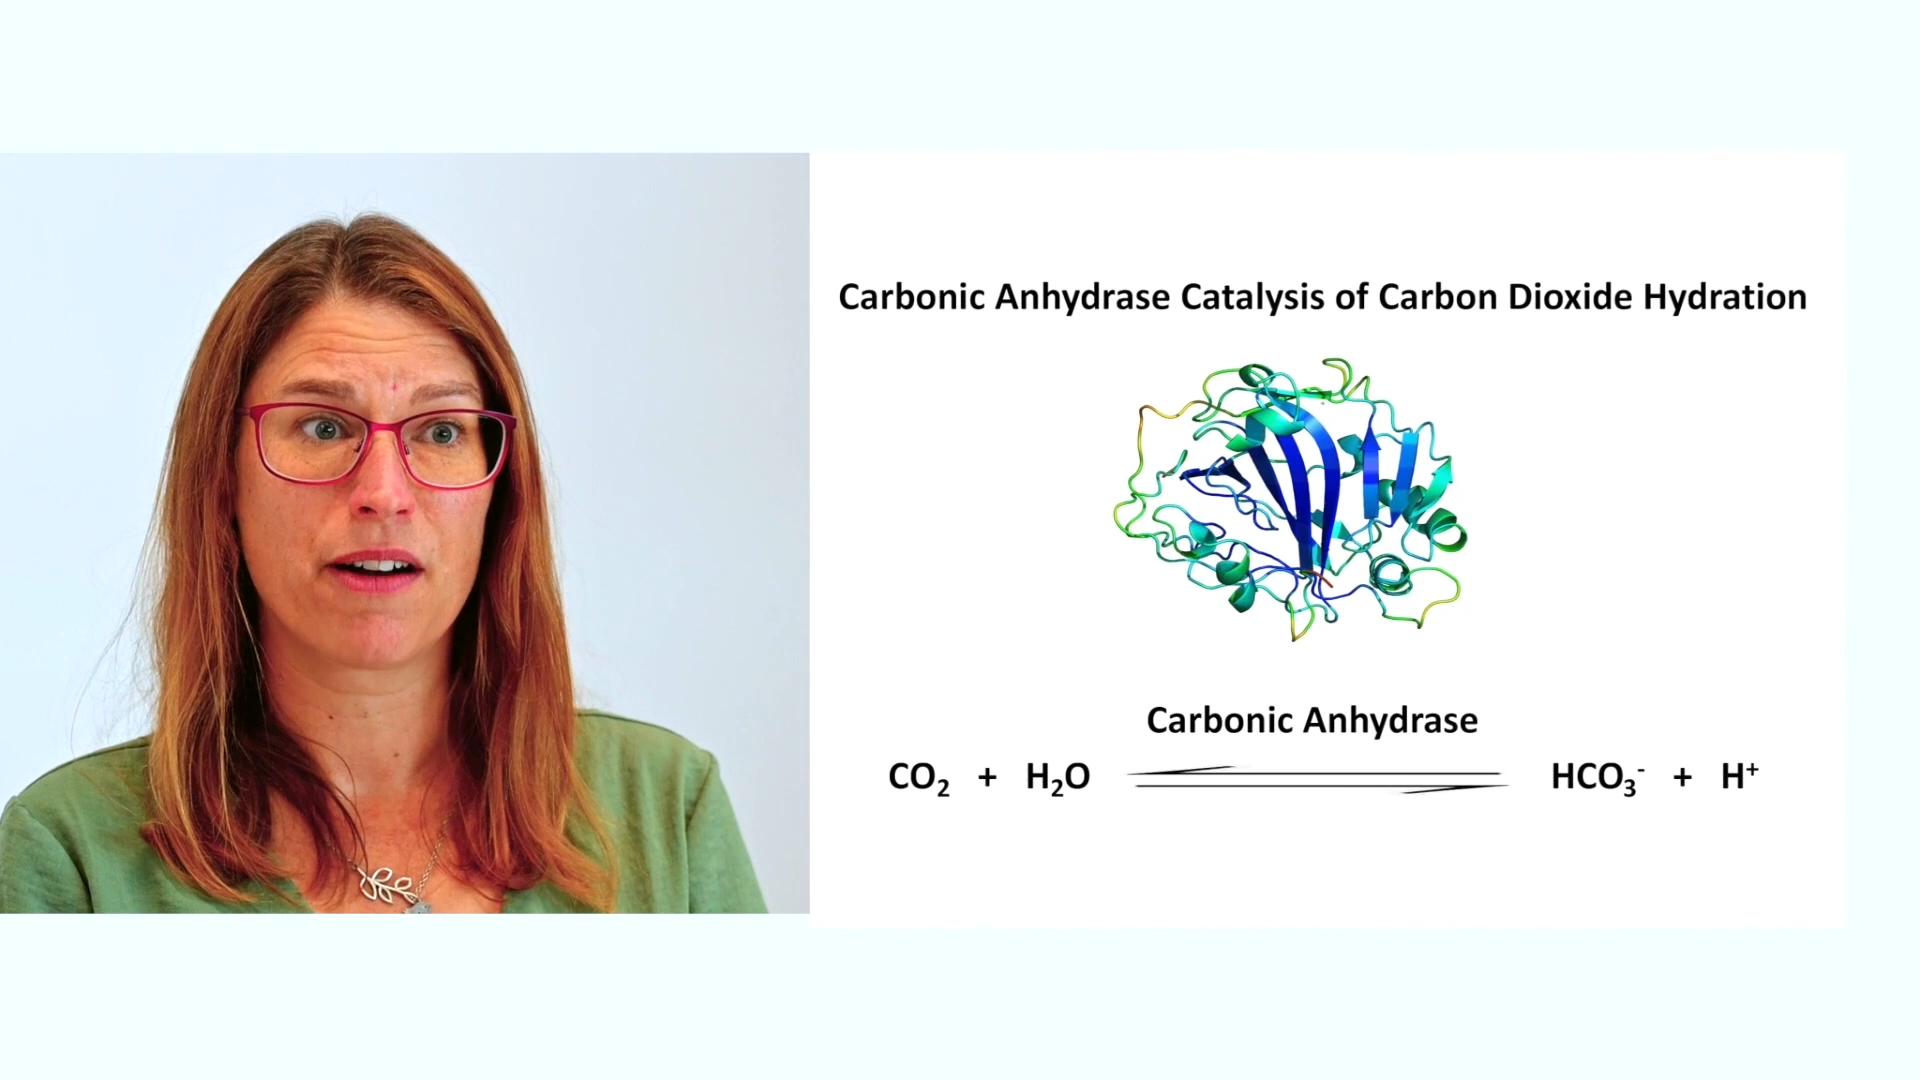 Carbonic Anhydrase Catalysis of Carbon Dioxide Hydration
Carbonic Anhydrase
CO₂ + H₂O ⇌ HCO₃⁻ + H⁺